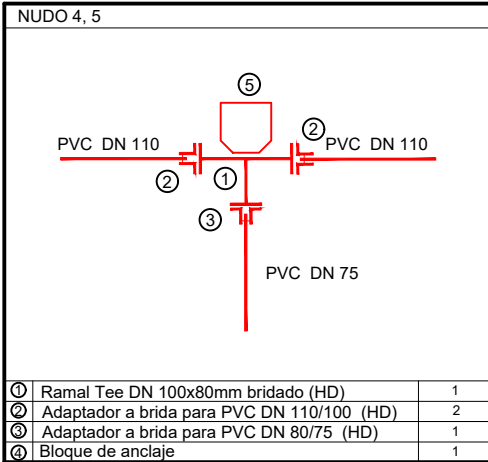 NUDO 4, 5
5
PVC DN 110
2
PVC DN 110
2
1
3
PVC DN 75
1 Ramal Tee DN 100x80mm bridado (HD) 1
2 Adaptador a brida para PVC DN 110/100 (HD) 2
3 Adaptador a brida para PVC DN 80/75 (HD) 1
4 Bloque de anclaje 1